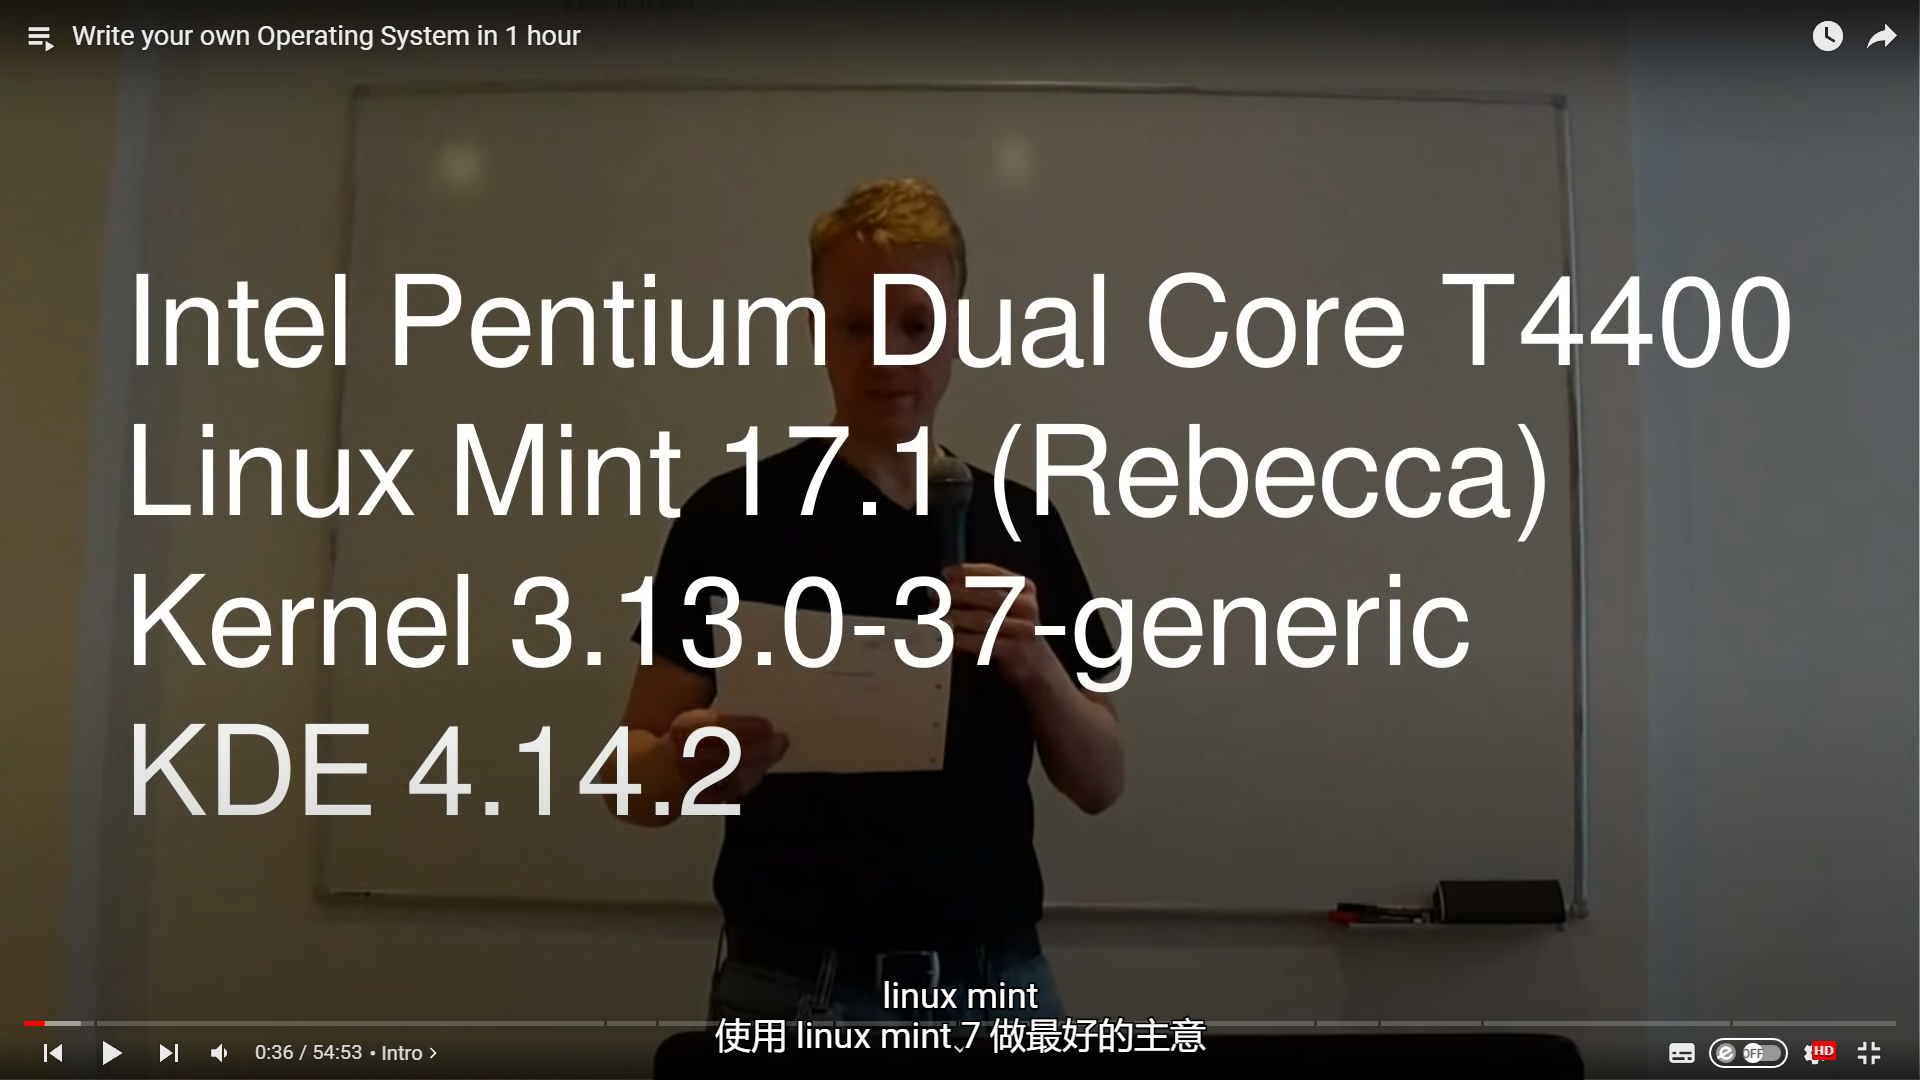 Write your own Operating System in 1 hour
Intel Pentium Dual Core T4400
Linux Mint 17.1 (Rebecca)
Kernel 3.13.0-37-generic
KDE 4.14.2
linux mint
使用 linux mint 7 做最好的主意
0:36 / 54:53 • Intro
OFF
HD